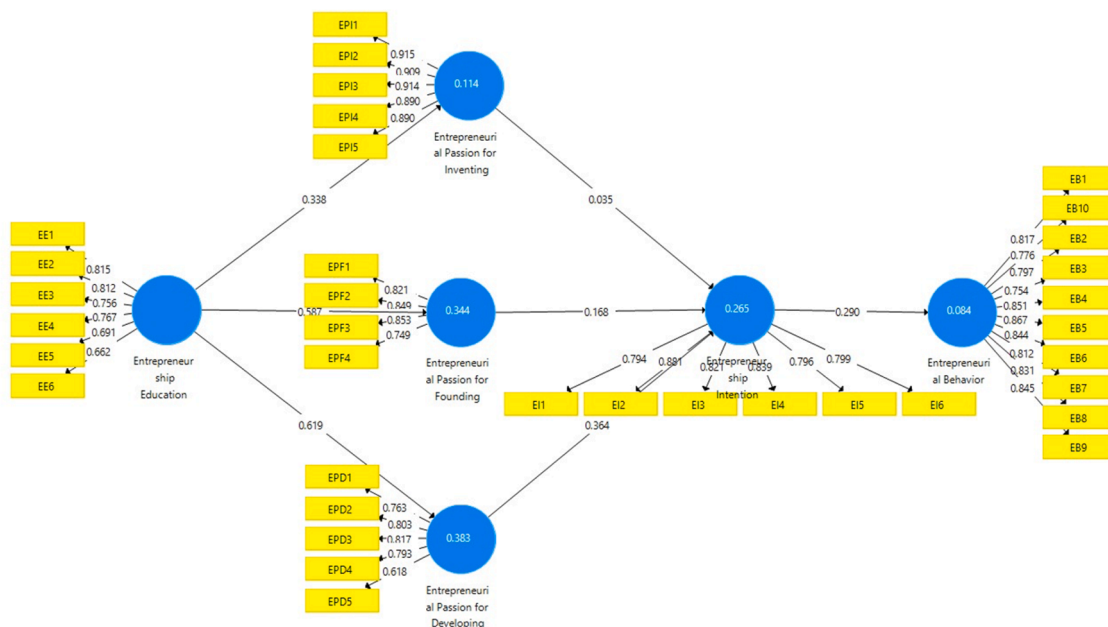 EPI1
EPI2
EPI3
EPI4
EPI5
0.915
0.909
0.914
0.890
0.890
0.114
Entrepreneuri
al Passion for
Inventing
0.338
0.035
EE1
EE2
EE3
EE4
EE5
EE6
0.815
0.812
0.756
0.767
0.691
0.662
Entrepreneur
ship
Education
0.587
EPF1
EPF2
EPF3
EPF4
0.821
0.849
0.853
0.749
0.344
Entrepreneuri
al Passion for
Founding
0.168
0.265
Entrepreneur
ship
Intention
0.794
0.881
0.821
0.839
0.796
0.799
EI1
EI2
EI3
EI4
EI5
EI6
0.290
0.084
Entrepreneuri
al Behavior
0.817
0.776
0.797
0.754
0.851
0.867
0.844
0.812
0.831
0.845
EB1
EB10
EB2
EB3
EB4
EB5
EB6
EB7
EB8
EB9
0.619
0.364
EPD1
EPD2
EPD3
EPD4
EPD5
0.763
0.803
0.817
0.793
0.618
0.383
Entrepreneuri
al Passion for
Developing